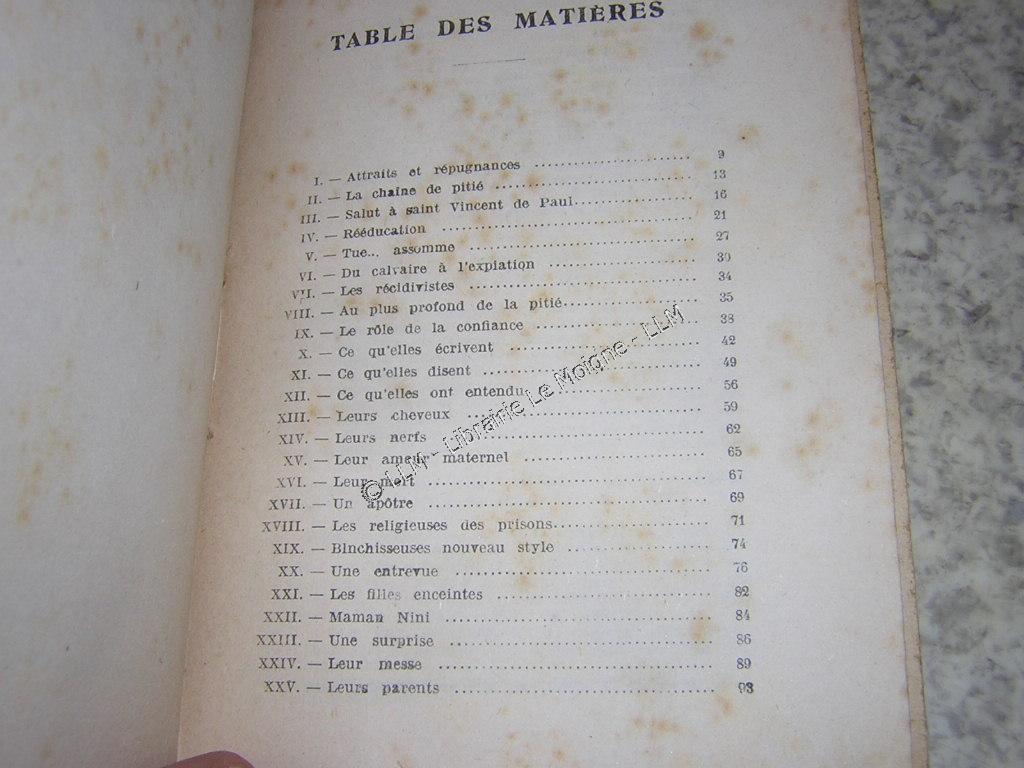 TABLE DES MATIÈRES
I. — Attraits et répugnances .......... 9
II. — La chaîne de pitié .......... 13
III. — Salut à saint Vincent de Paul .......... 16
IV. — Rééducation .......... 21
V. — Tue... assomme .......... 27
VI. — Du calvaire à l'expiation .......... 30
VII. — Les récidivistes .......... 34
VIII. — Au plus profond de la pitié .......... 35
IX. — Le rôle de la confiance .......... 38
X. — Ce qu'elles écrivent .......... 42
XI. — Ce qu'elles disent .......... 49
XII. — Ce qu'elles ont entendu .......... 56
XIII. — Leurs cheveux .......... 59
XIV. — Leurs nerfs .......... 62
XV. — Leur amour maternel .......... 65
XVI. — Leur mort .......... 67
XVII. — Un apôtre .......... 69
XVIII. — Les religieuses des prisons .......... 71
XIX. — Blnchisseuses nouveau style .......... 74
XX. — Une entrevue .......... 76
XXI. — Les filles enceintes .......... 82
XXII. — Maman Nini .......... 84
XXIII. — Une surprise .......... 86
XXIV. — Leur messe .......... 89
XXV. — Leurs parents .......... 93
© LLM - Librairie Le Moigne - LLM